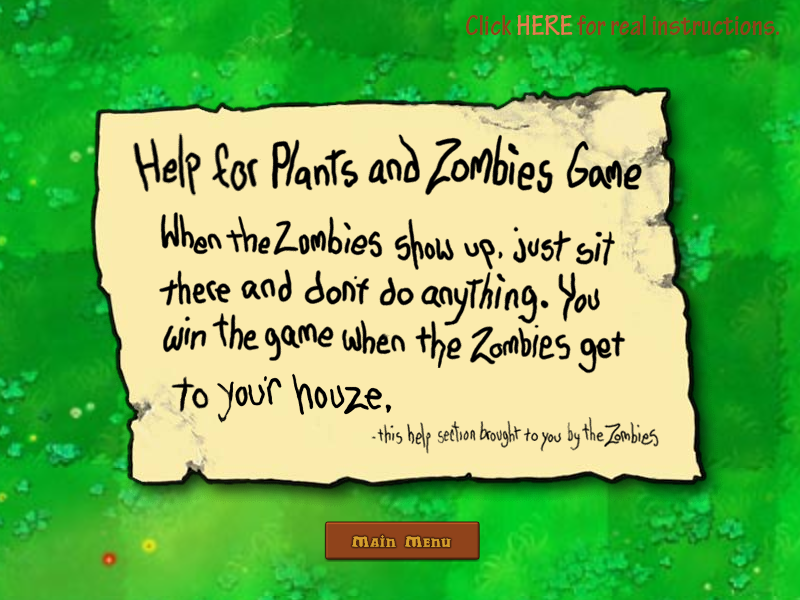 Click HERE for real Instructions.
Help for Plants and Zombies Game
When the Zombies show up, just sit
there and don't do anything. You
win the game when the Zombies get
to you'r houze.
-this help section brought to you by the Zombies
Main Menu